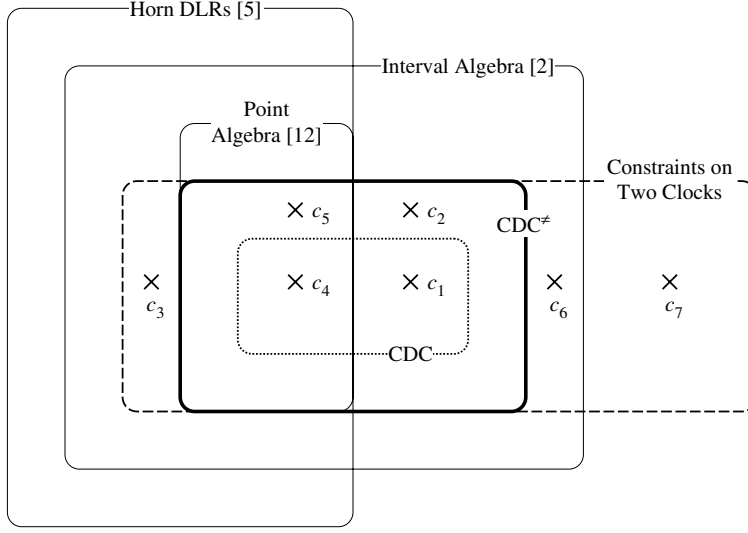 Horn DLRs [5]
Interval Algebra [2]
Point
Algebra [12]
Constraints on
Two Clocks
c5
c2
CDC≠
c3
c4
c1
c6
c7
CDC